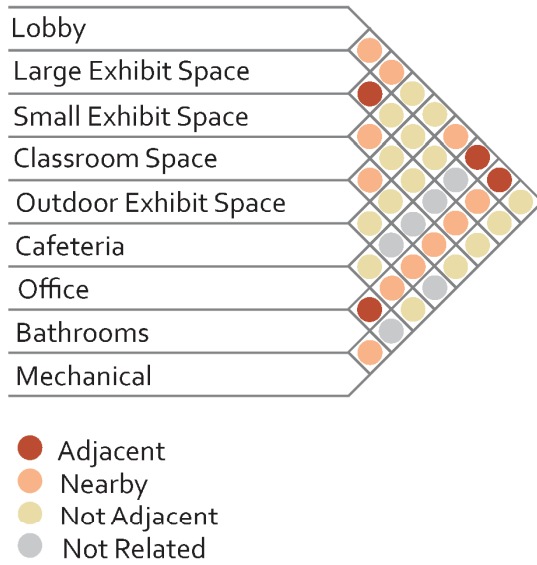 Lobby
Large Exhibit Space
Small Exhibit Space
Classroom Space
Outdoor Exhibit Space
Cafeteria
Office
Bathrooms
Mechanical
Adjacent
Nearby
Not Adjacent
Not Related